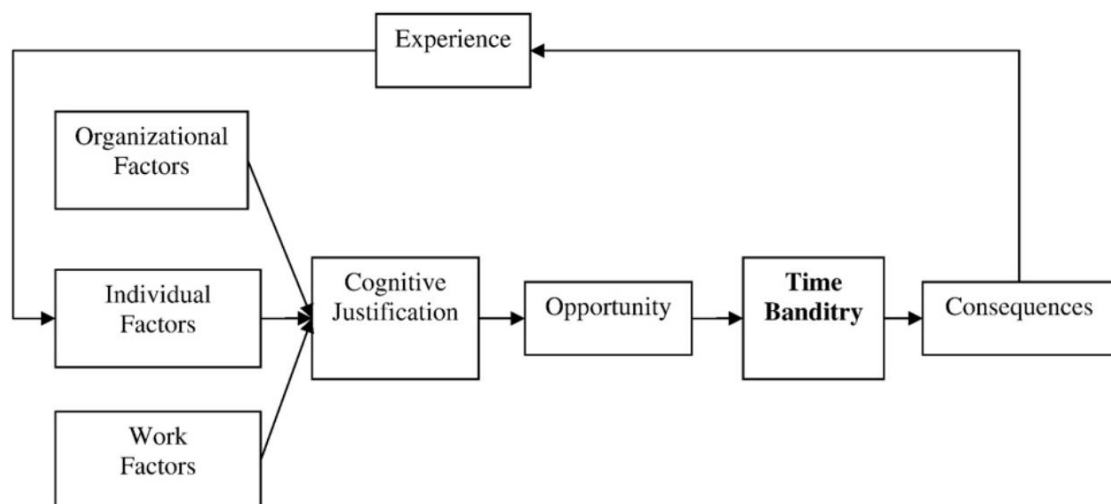 Experience
Organizational
Factors
Individual
Factors
Work
Factors
Cognitive
Justification
Opportunity
Time
Banditry
Consequences